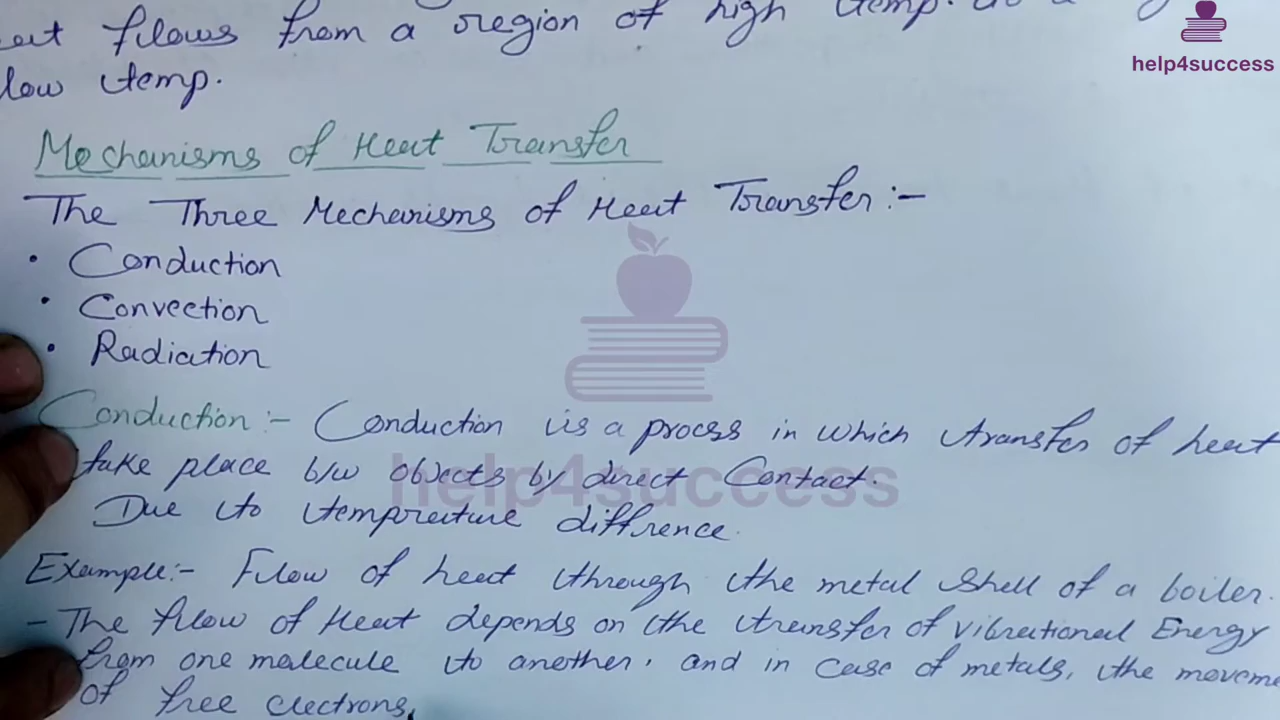 flows from a region of high temp. to a
low temp.
help4success
Mechanisms of Heat Transfer
The Three Mechanisms of Heat Transfer :-
• Conduction
• Convection
• Radiation
Conduction :- Conduction is a process in which transfer of heat
take place b/w objects by direct Contact.
help4success
Due to tempreture diffrence.
Example:- Flow of heat through the metal shell of a boiler.
- The flow of Heat depends on the transfer of vibrational Energy
from one molecule to another, and in case of metals, the moveme
of free electrons,